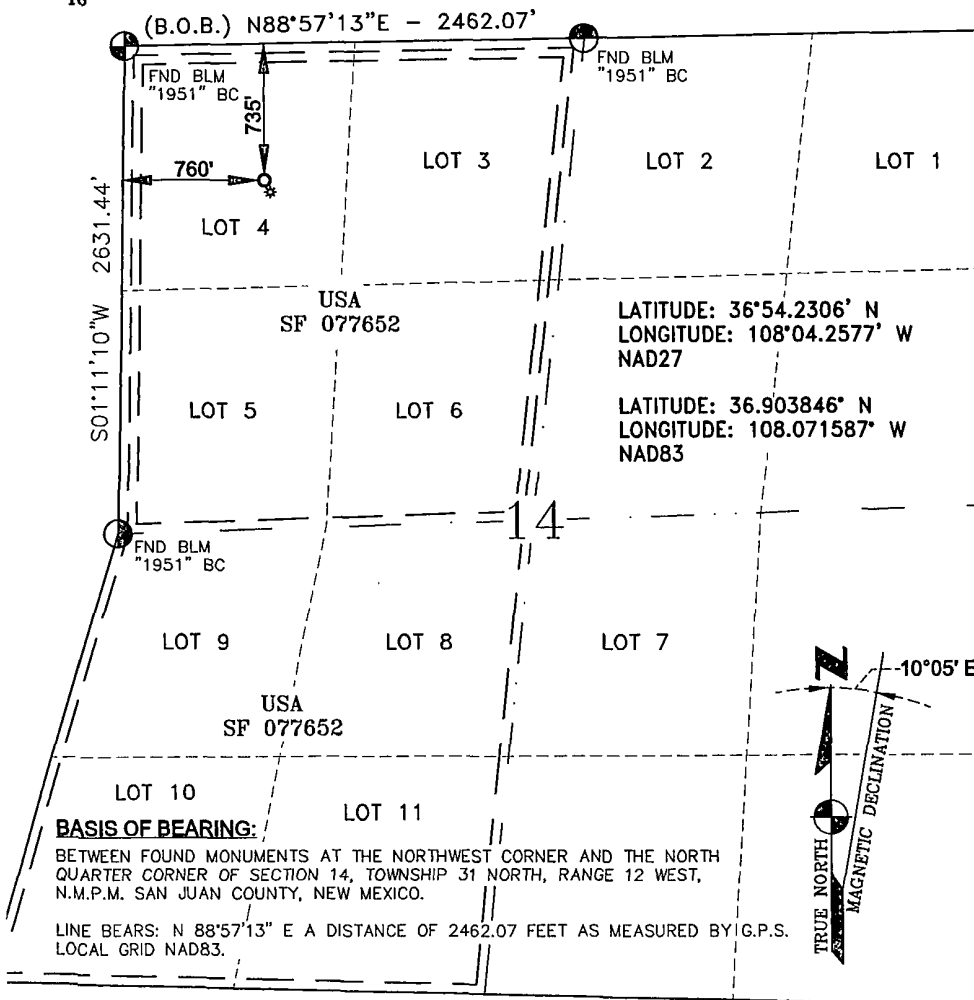 (B.O.B.) N88°57'13"E - 2462.07'
FND BLM
"1951" BC
FND BLM
"1951" BC
735'
760'
LOT 3
LOT 2
LOT 1
LOT 4
S01°11'10"W 2631.44'
USA
SF 077652
LATITUDE: 36°54.2306' N
LONGITUDE: 108°04.2577' W
NAD27
LATITUDE: 36.903846° N
LONGITUDE: 108.071587° W
NAD83
LOT 5
LOT 6
14
FND BLM
"1951" BC
LOT 9
LOT 8
LOT 7
N
10°05' E
USA
SF 077652
TRUE NORTH
MAGNETIC DECLINATION
LOT 10
LOT 11
BASIS OF BEARING:
BETWEEN FOUND MONUMENTS AT THE NORTHWEST CORNER AND THE NORTH
QUARTER CORNER OF SECTION 14, TOWNSHIP 31 NORTH, RANGE 12 WEST,
N.M.P.M. SAN JUAN COUNTY, NEW MEXICO.
LINE BEARS: N 88°57'13" E A DISTANCE OF 2462.07 FEET AS MEASURED BY G.P.S.
LOCAL GRID NAD83.